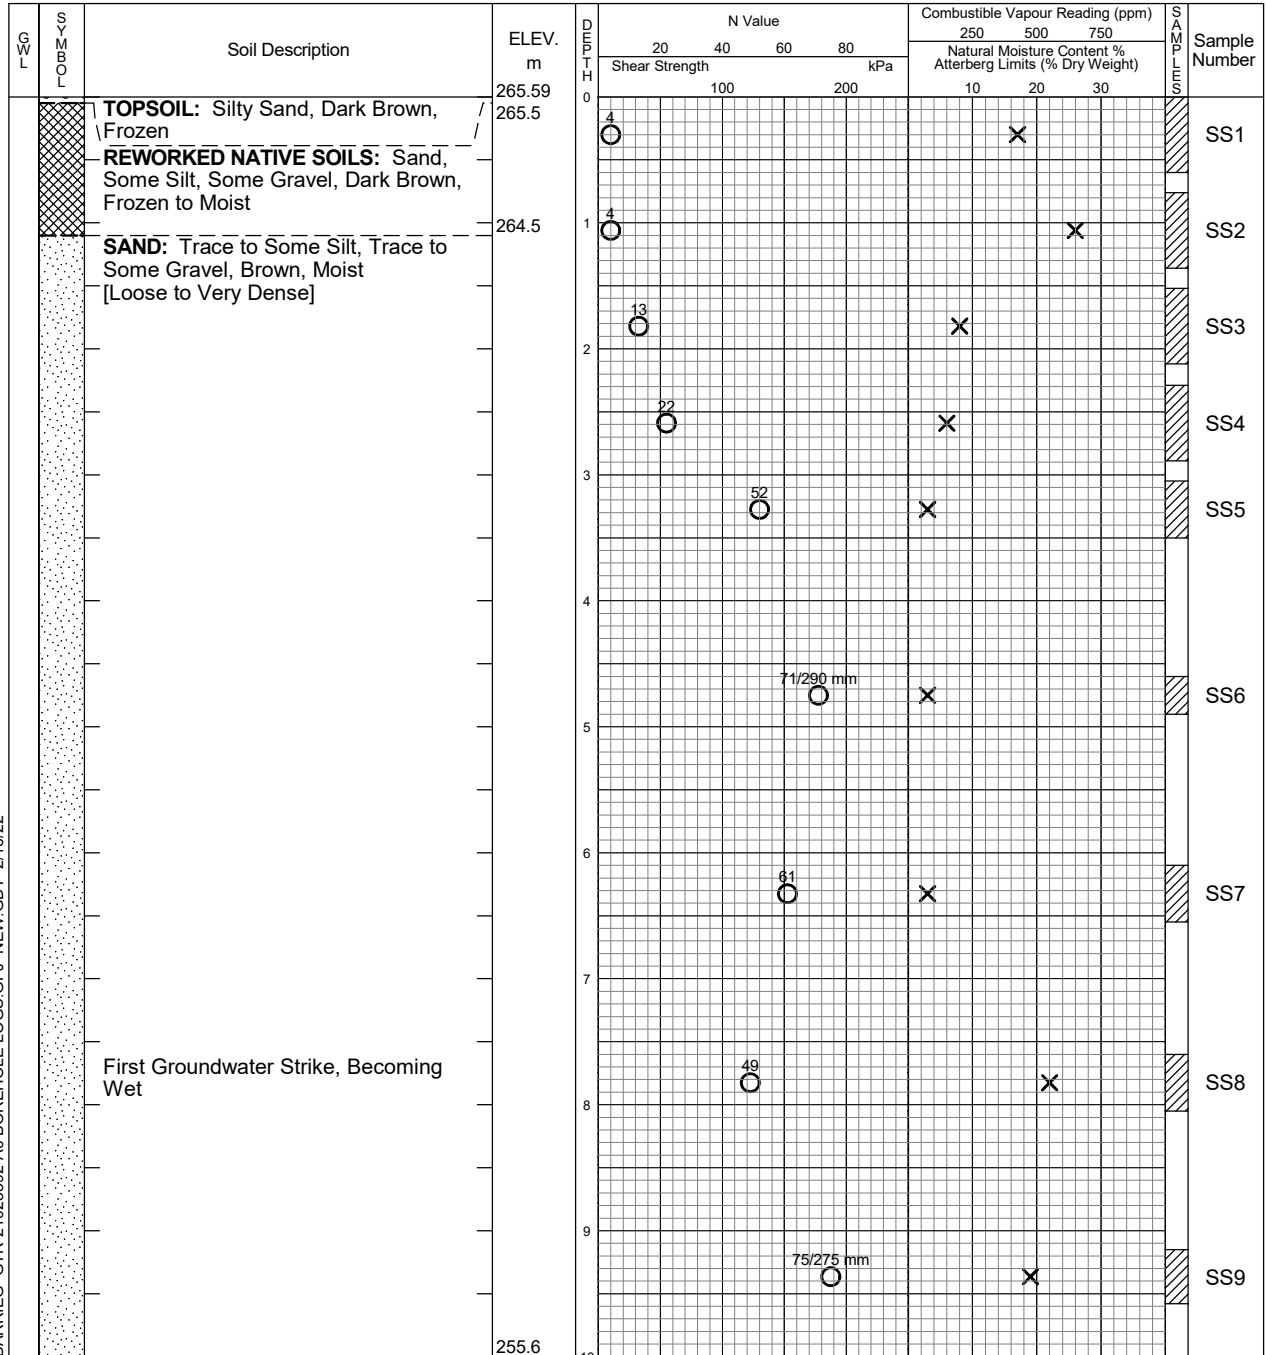 GWL
SYMBOL
Soil Description
ELEV.
m
DEPTH
N Value
20 40 60 80
Shear Strength kPa
100 200
Combustible Vapour Reading (ppm)
250 500 750
Natural Moisture Content %
Atterberg Limits (% Dry Weight)
10 20 30
SAMPLES
Sample
Number
265.59
0
TOPSOIL: Silty Sand, Dark Brown,
Frozen
265.5
4
SS1
REWORKED NATIVE SOILS: Sand,
Some Silt, Some Gravel, Dark Brown,
Frozen to Moist
264.5
1
4
SS2
SAND: Trace to Some Silt, Trace to
Some Gravel, Brown, Moist
[Loose to Very Dense]
13
SS3
2
22
SS4
3
52
SS5
4
71/290 mm
SS6
5
6
61
SS7
7
First Groundwater Strike, Becoming
Wet
49
SS8
8
9
75/275 mm
SS9
255.6